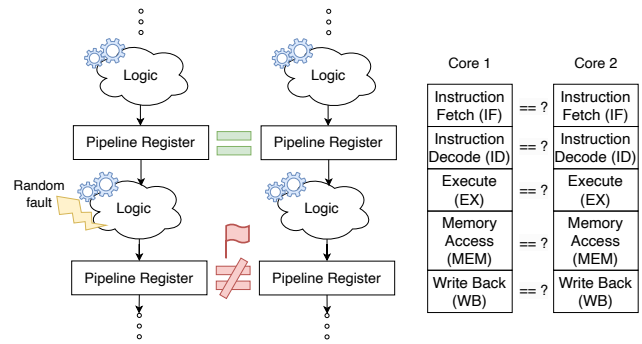 Logic
Logic
Pipeline Register
Pipeline Register
Random
fault
Logic
Logic
Pipeline Register
Pipeline Register
Core 1
Core 2
Instruction
Fetch (IF)
== ?
Instruction
Fetch (IF)
Instruction
Decode (ID)
== ?
Instruction
Decode (ID)
Execute
(EX)
== ?
Execute
(EX)
Memory
Access
(MEM)
== ?
Memory
Access
(MEM)
Write Back
(WB)
== ?
Write Back
(WB)